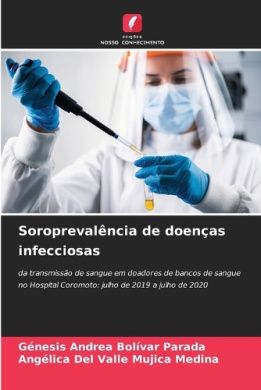 edições
NOSSO CONHECIMENTO
Soroprevalência de doenças
infecciosas
da transmissão de sangue em doadores de bancos de sangue
no Hospital Coromoto: julho de 2019 a julho de 2020
Génesis Andrea Bolívar Parada
Angélica Del Valle Mujica Medina